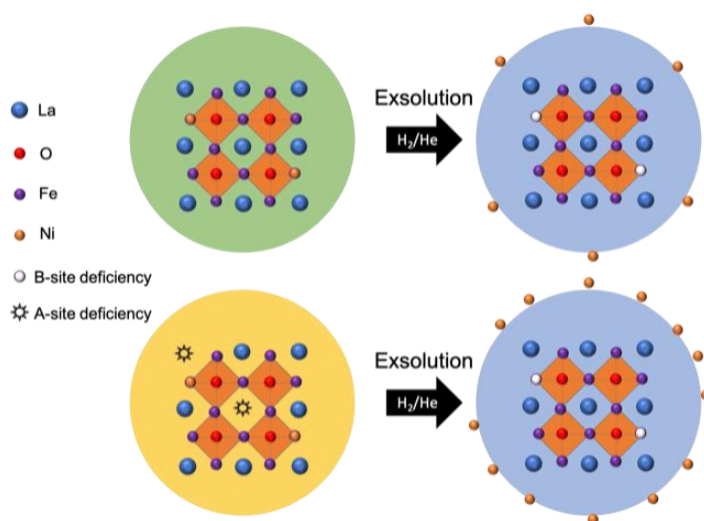 Exsolution
H₂/He
La
O
Fe
Ni
B-site deficiency
A-site deficiency
Exsolution
H₂/He